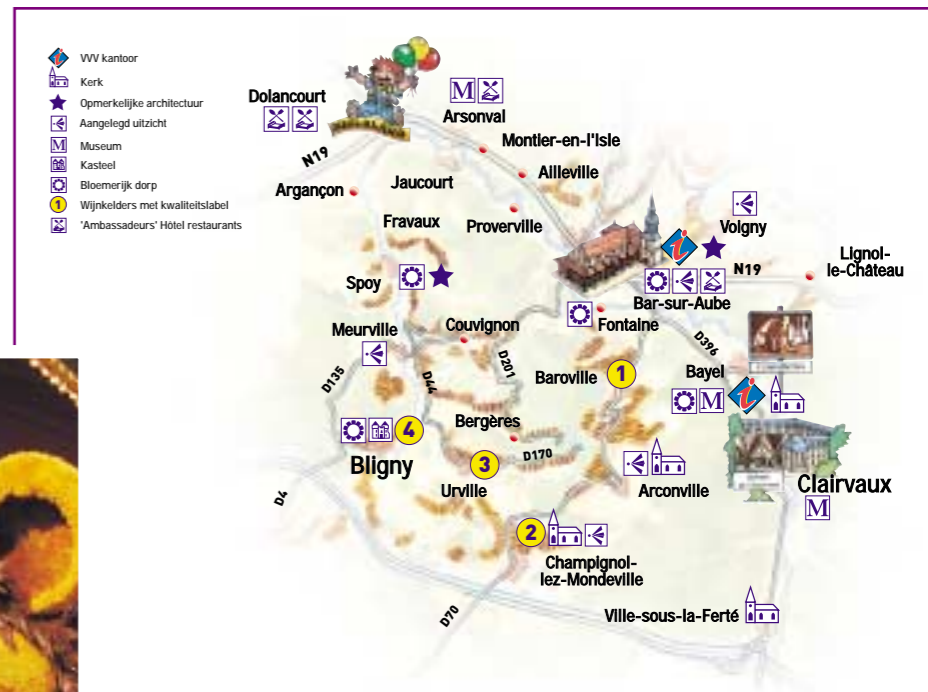 VVV kantoor
Kerk
Opmerkelijke architectuur
Aangelegd uitzicht
M
Museum
Kasteel
Bloemerijk dorp
1
Wijnkelders met kwaliteitslabel
'Ambassadeurs' Hôtel restaurants
Dolancourt
M
Arsonval
Montier-en-l'Isle
N19
Ailleville
Argançon
Jaucourt
Proverville
Fravaux
Voigny
i
Lignol-
le-Château
N19
Spoy
Bar-sur-Aube
Fontaine
Meurville
Couvignon
D396
D201
D135
D44
Baroville
1
Bayel
M
i
Bergères
4
Bligny
D170
3
Urville
Arconville
Clairvaux
M
D4
2
Champignol-
lez-Mondeville
D70
Ville-sous-la-Ferté